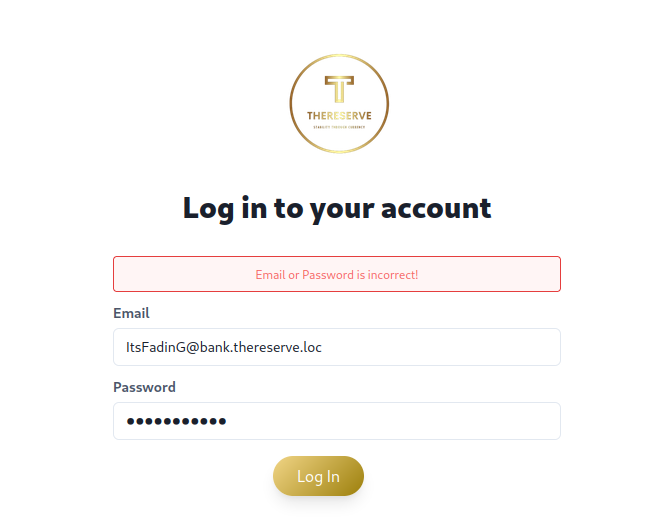 T
THERESERVE
STABILITY THROUGH CURRENCY
Log in to your account
Email or Password is incorrect!
Email
ItsFadinG@bank.thereserve.loc
Password
●●●●●●●●●●●
Log In